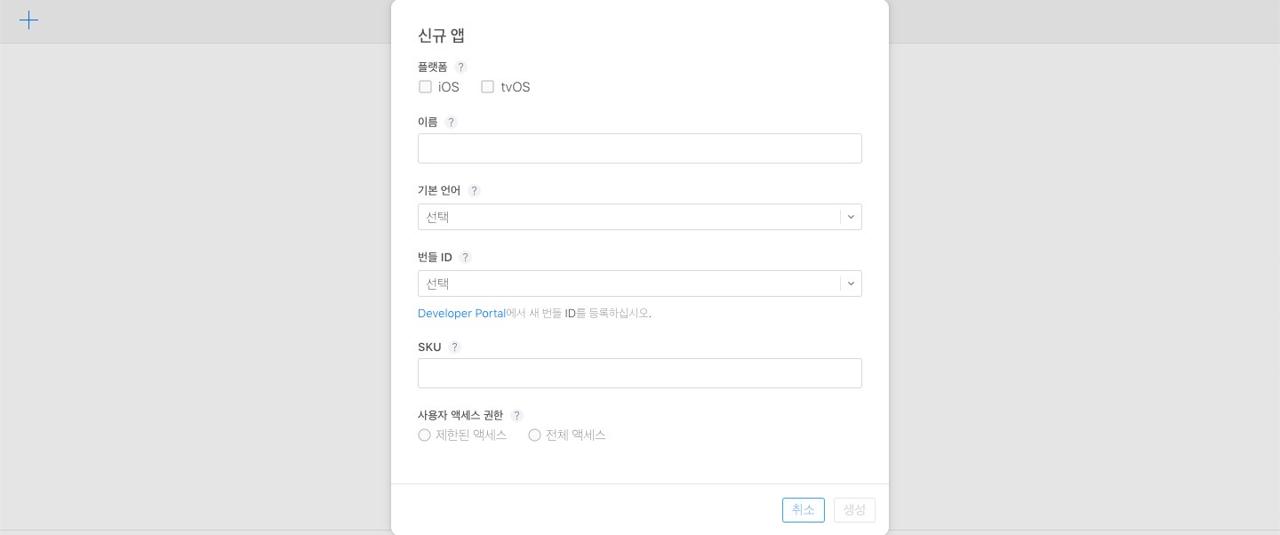 신규 앱
플랫폼 ?
iOS tvOS
이름 ?
기본 언어 ?
선택
번들 ID ?
선택
Developer Portal에서 새 번들 ID를 등록하십시오.
SKU ?
사용자 액세스 권한 ?
제한된 액세스 전체 액세스
취소 생성